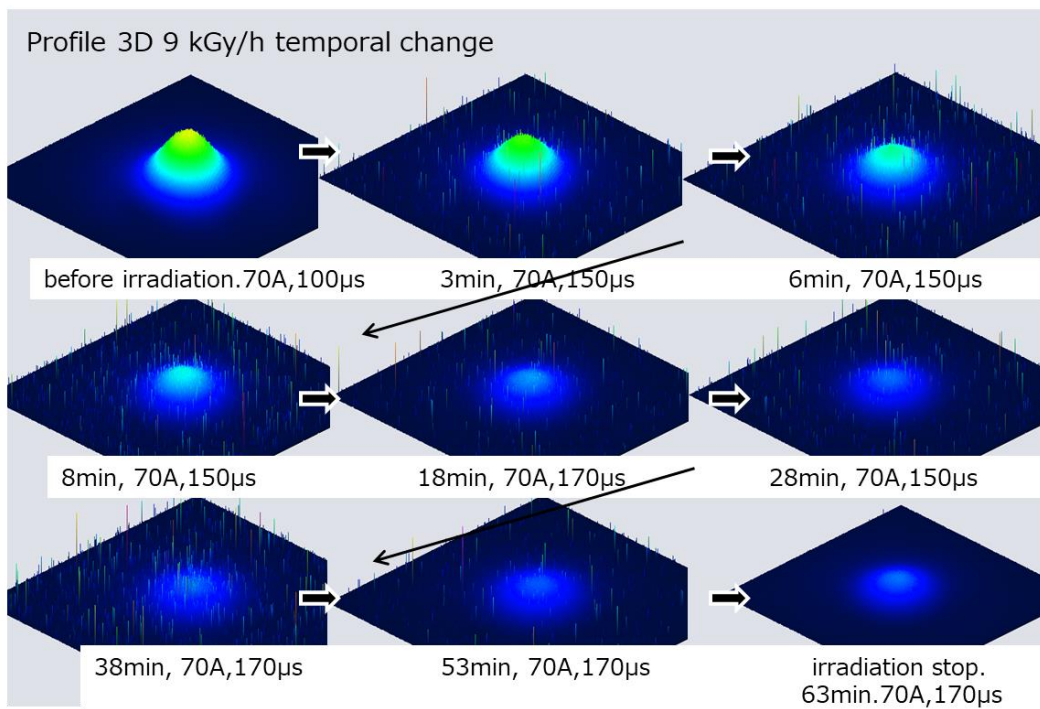 Profile 3D 9 kGy/h temporal change
before irradiation.70A,100μs
3min, 70A,150μs
6min, 70A,150μs
8min, 70A,150μs
18min, 70A,170μs
28min, 70A,150μs
38min, 70A,170μs
53min, 70A,170μs
irradiation stop.
63min.70A,170μs